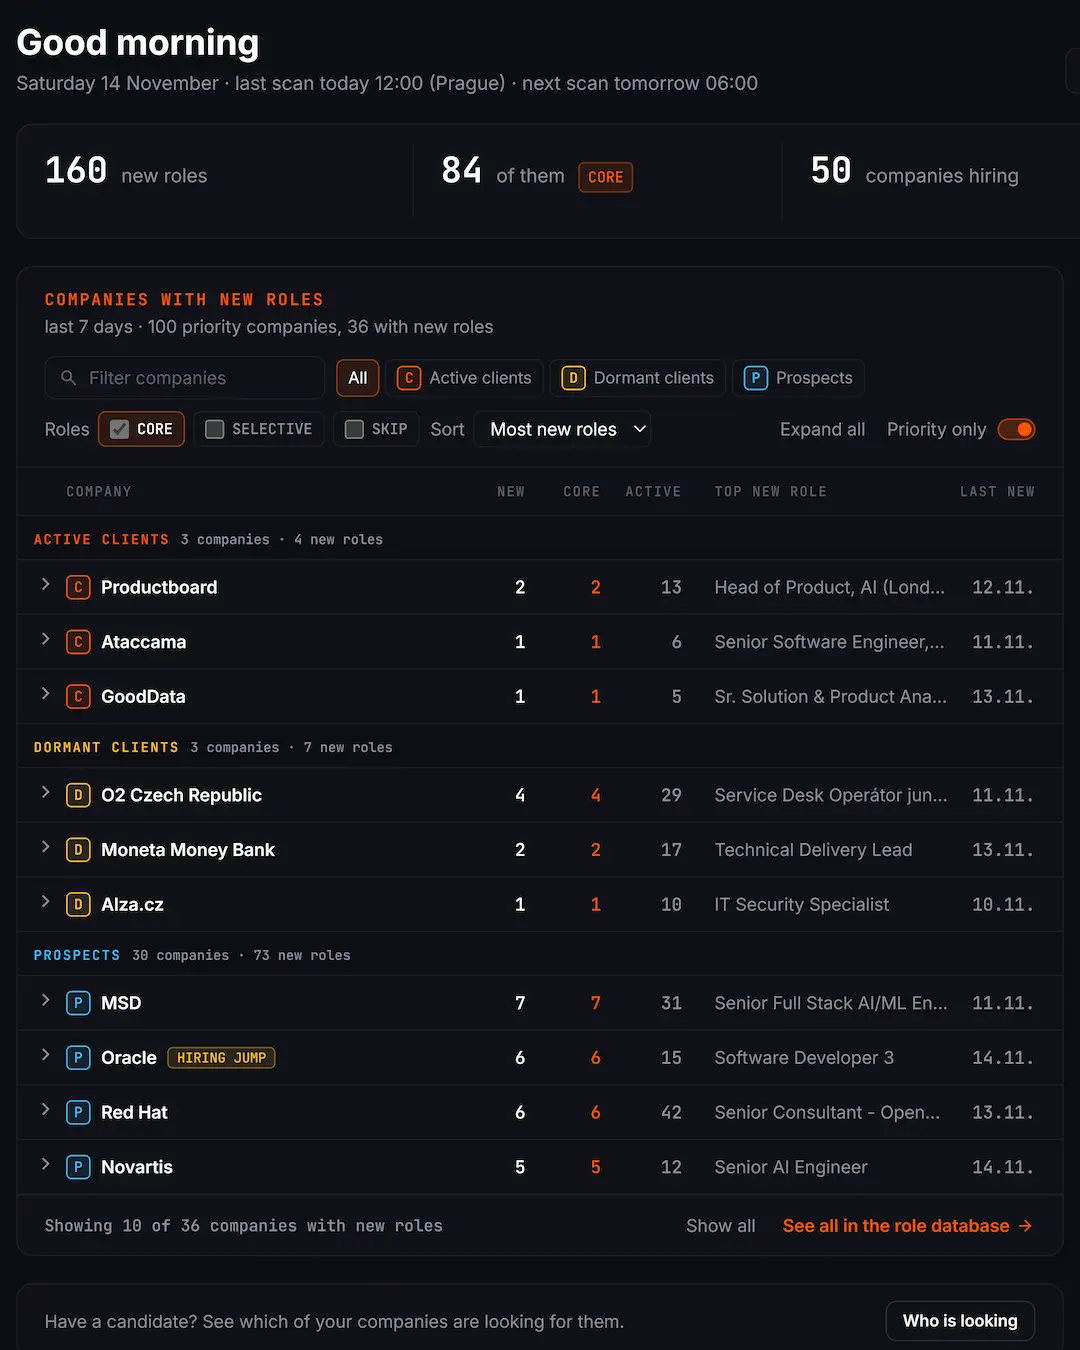 Good morning
Saturday 14 November · last scan today 12:00 (Prague) · next scan tomorrow 06:00
160 new roles
84 of them CORE
50 companies hiring
COMPANIES WITH NEW ROLES
last 7 days · 100 priority companies, 36 with new roles
Filter companies All C Active clients D Dormant clients P Prospects
Roles CORE SELECTIVE SKIP Sort Most new roles Expand all Priority only
COMPANY NEW CORE ACTIVE TOP NEW ROLE LAST NEW
ACTIVE CLIENTS 3 companies · 4 new roles
C Productboard 2 2 13 Head of Product, AI (Lond... 12.11.
C Ataccama 1 1 6 Senior Software Engineer,... 11.11.
C GoodData 1 1 5 Sr. Solution & Product Ana... 13.11.
DORMANT CLIENTS 3 companies · 7 new roles
D O2 Czech Republic 4 4 29 Service Desk Operátor jun... 11.11.
D Moneta Money Bank 2 2 17 Technical Delivery Lead 13.11.
D Alza.cz 1 1 10 IT Security Specialist 10.11.
PROSPECTS 30 companies · 73 new roles
P MSD 7 7 31 Senior Full Stack AI/ML En... 11.11.
P Oracle HIRING JUMP 6 6 15 Software Developer 3 14.11.
P Red Hat 6 6 42 Senior Consultant - Open... 13.11.
P Novartis 5 5 12 Senior AI Engineer 14.11.
Showing 10 of 36 companies with new roles Show all See all in the role database →
Have a candidate? See which of your companies are looking for them. Who is looking